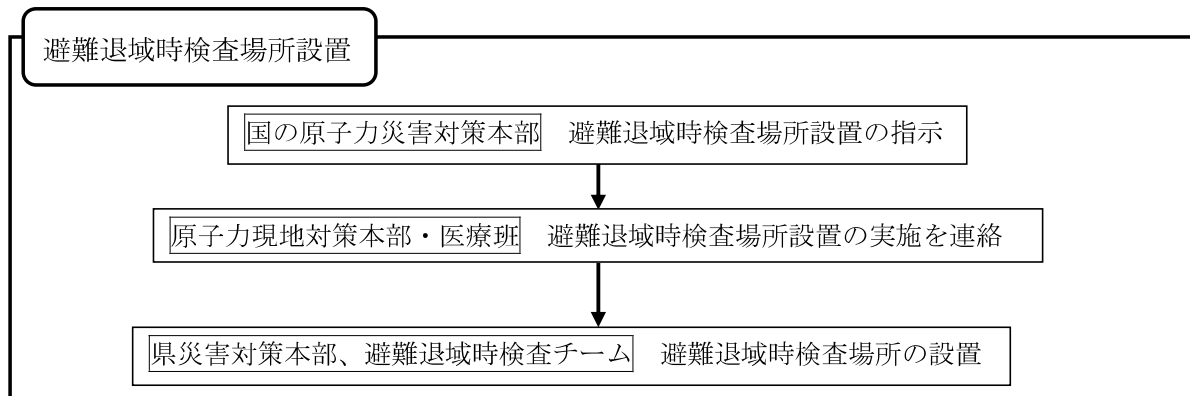 避難退域時検査場所設置
国の原子力災害対策本部　避難退域時検査場所設置の指示
原子力現地対策本部・医療班　避難退域時検査場所設置の実施を連絡
県災害対策本部、避難退域時検査チーム　避難退域時検査場所の設置